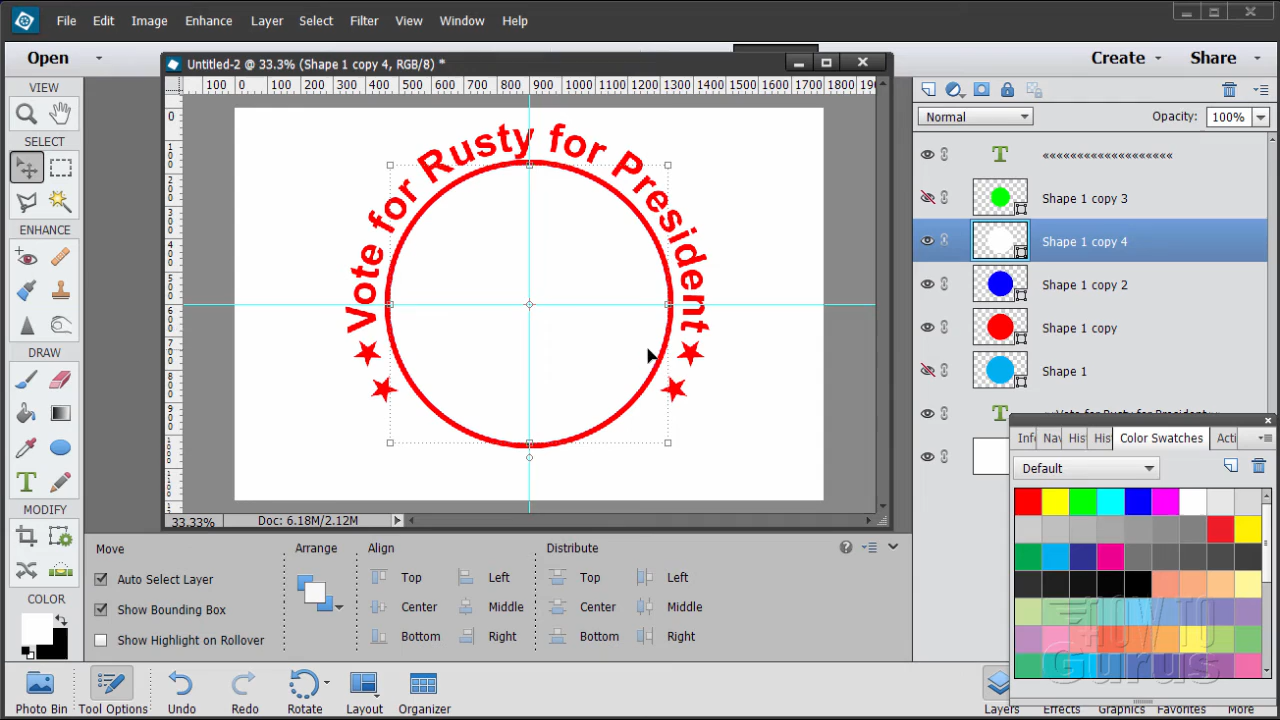 File Edit Image Enhance Layer Select Filter View Window Help
Open
Create Share
Untitled-2 @ 33.3% (Shape 1 copy 4, RGB/8) *
100 0 100 200 300 400 500 600 700 800 900 1000 1100 1200 1300 1400 1500 1600 1700 1800
VIEW
SELECT
ENHANCE
DRAW
MODIFY
COLOR
Vote for Rusty for President
33.33% Doc: 6.18M/2.12M
Normal Opacity: 100%
«««««««««««««««««««
Shape 1 copy 3
Shape 1 copy 4
Shape 1 copy 2
Shape 1 copy
Shape 1
Vote for Rusty for President
Color Swatches
Default
Move
Auto Select Layer
Show Bounding Box
Show Highlight on Rollover
Arrange Align Distribute
Top Left Top Left
Center Middle Center Middle
Bottom Right Bottom Right
HOW TO
Gurus
Photo Bin Tool Options Undo Redo Rotate Layout Organizer
Layers Effects Graphics Favorites More